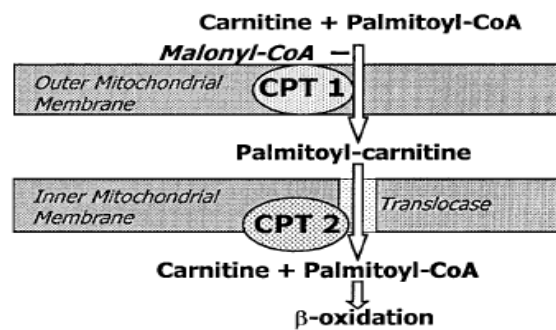 Carnitine + Palmitoyl-CoA
Malonyl-CoA –
Outer Mitochondrial
Membrane
CPT 1
Palmitoyl-carnitine
Inner Mitochondrial
Membrane
CPT 2
Translocase
Carnitine + Palmitoyl-CoA
β-oxidation